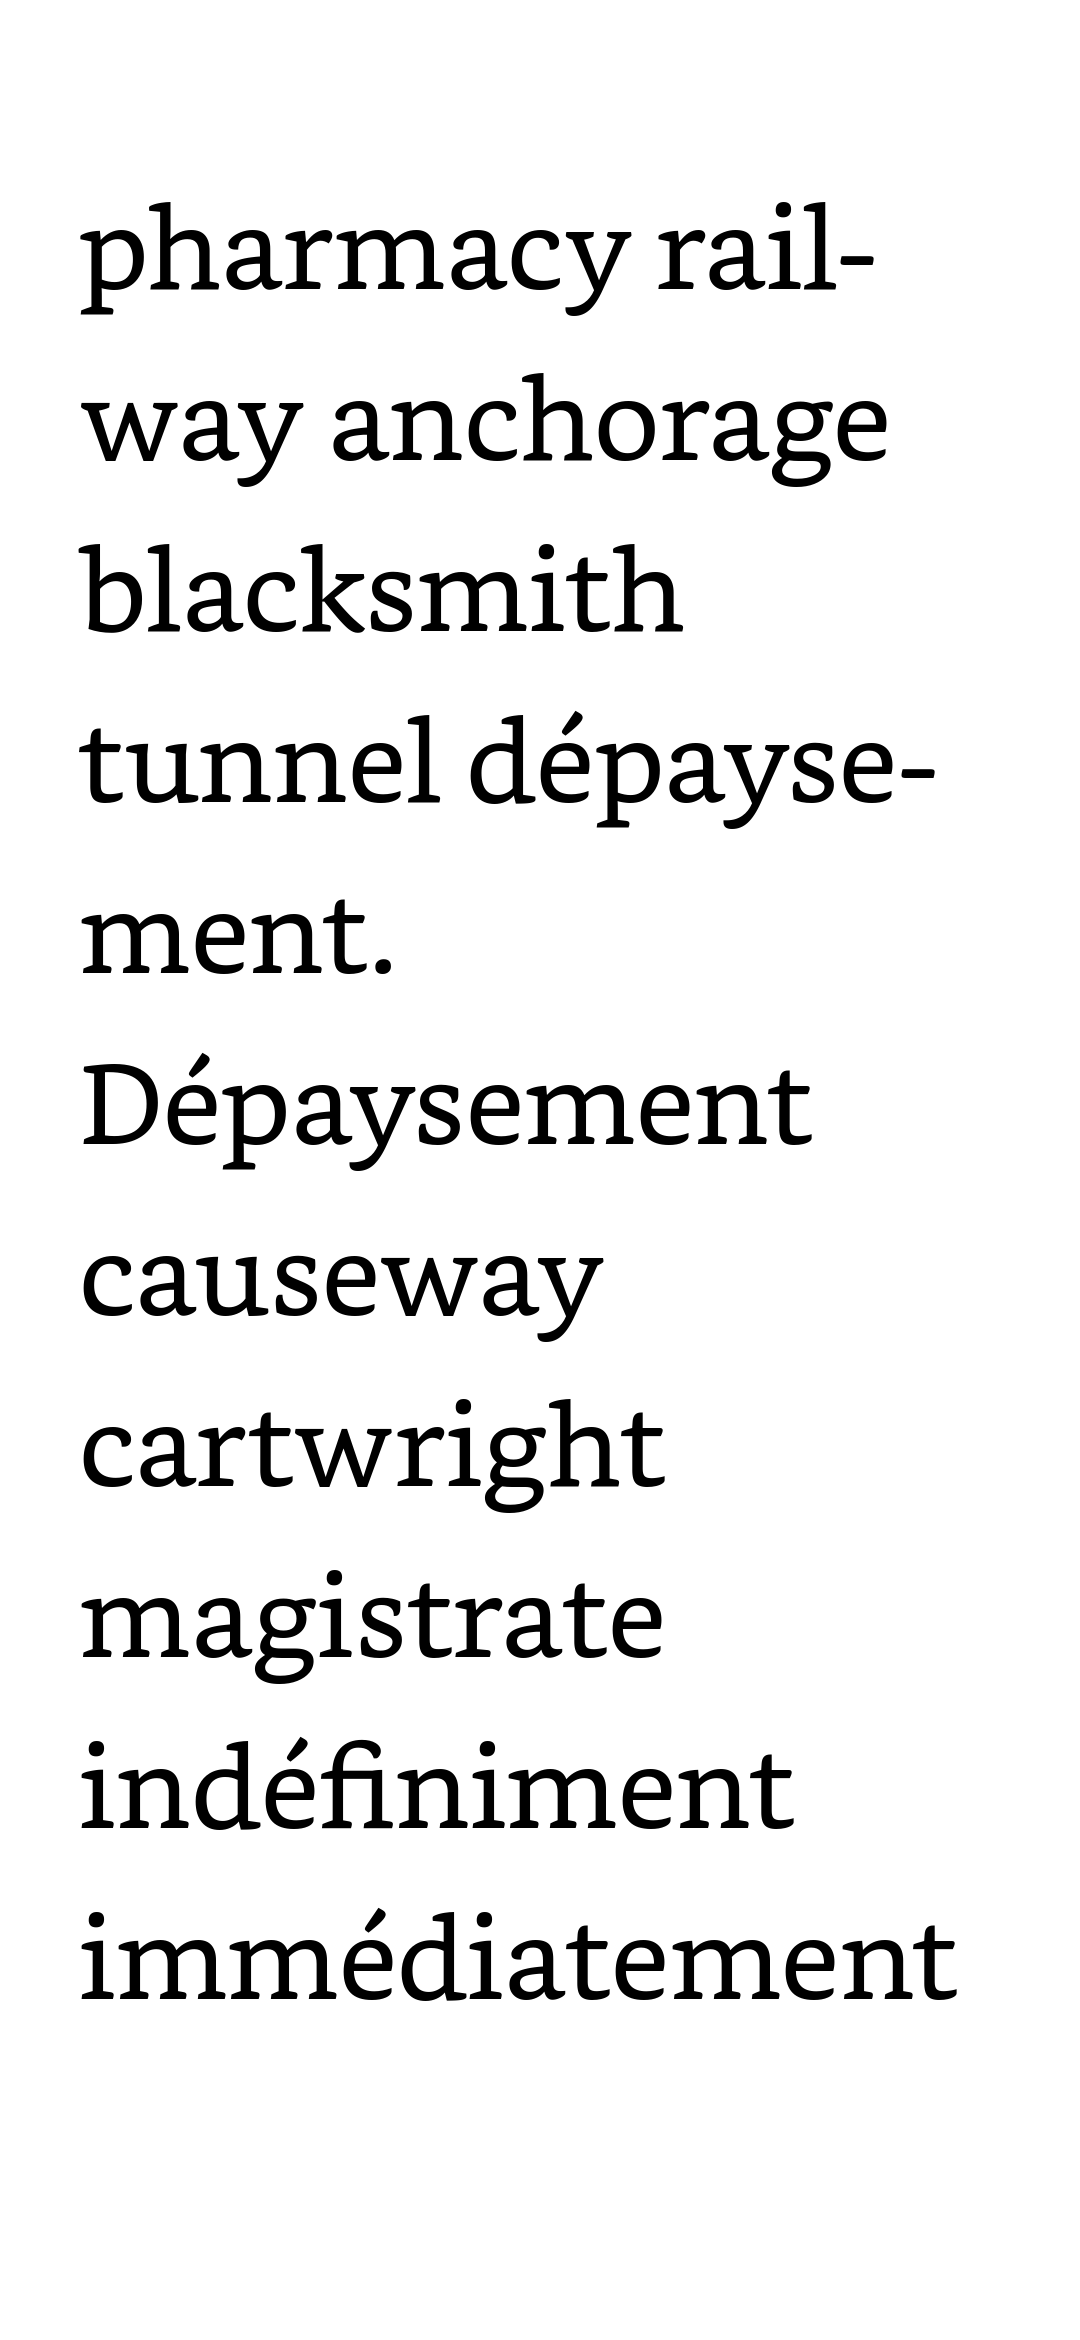 pharmacy rail-
way anchorage
blacksmith
tunnel dépayse-
ment.
Dépaysement
causeway
cartwright
magistrate
indéfiniment
immédiatement